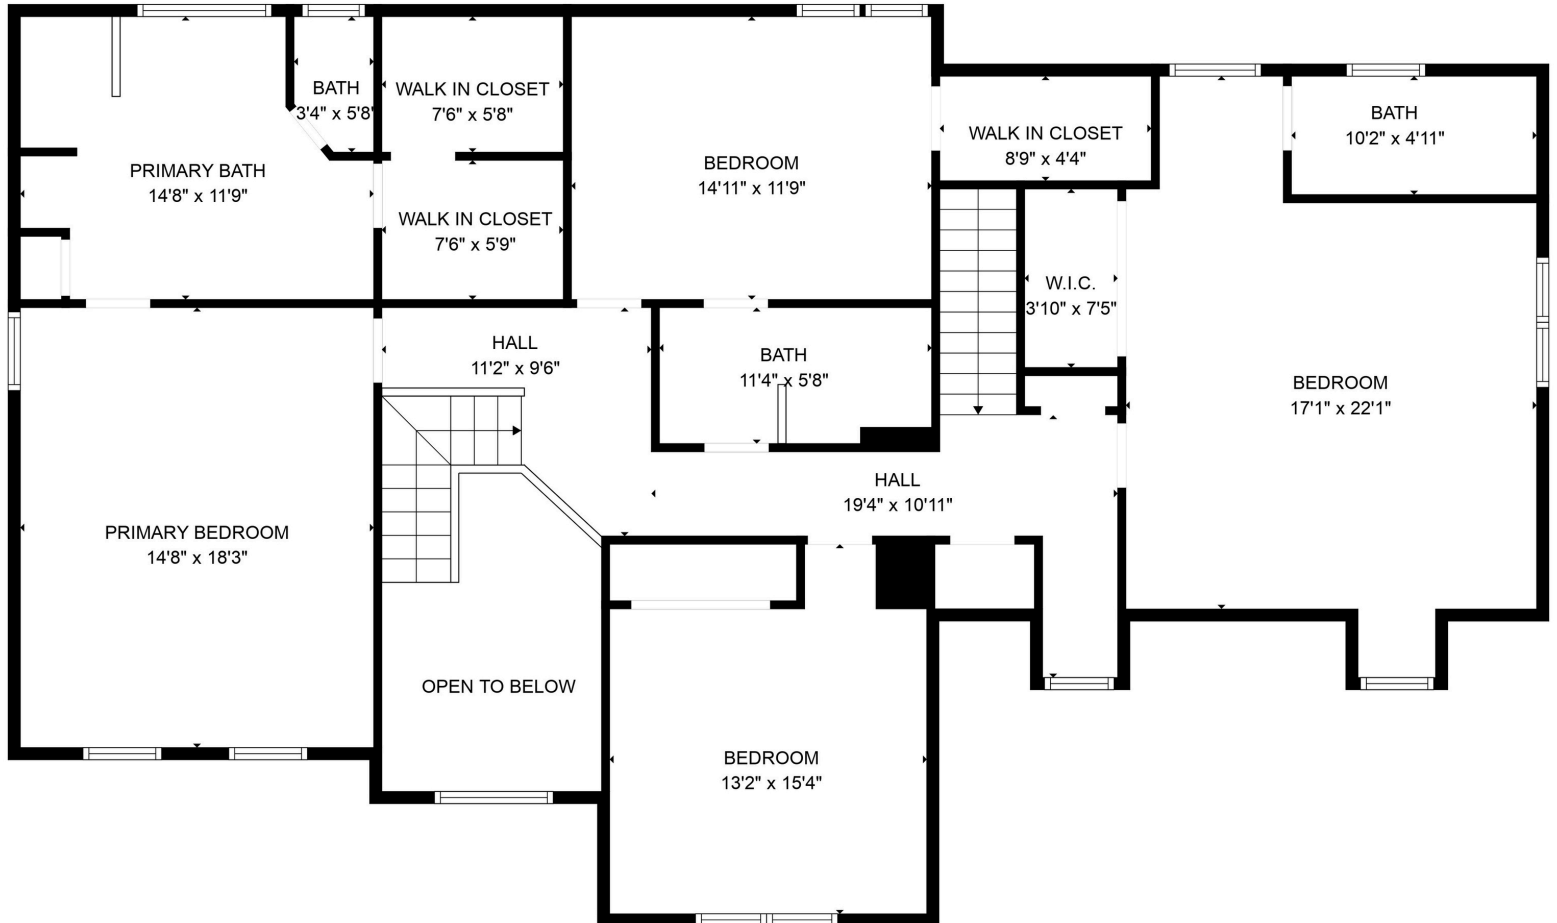 BATH
3'4" x 5'8"
WALK IN CLOSET
7'6" x 5'8"
PRIMARY BATH
14'8" x 11'9"
WALK IN CLOSET
7'6" x 5'9"
BEDROOM
14'11" x 11'9"
WALK IN CLOSET
8'9" x 4'4"
BATH
10'2" x 4'11"
W.I.C.
3'10" x 7'5"
HALL
11'2" x 9'6"
BATH
11'4" x 5'8"
BEDROOM
17'1" x 22'1"
HALL
19'4" x 10'11"
PRIMARY BEDROOM
14'8" x 18'3"
OPEN TO BELOW
BEDROOM
13'2" x 15'4"